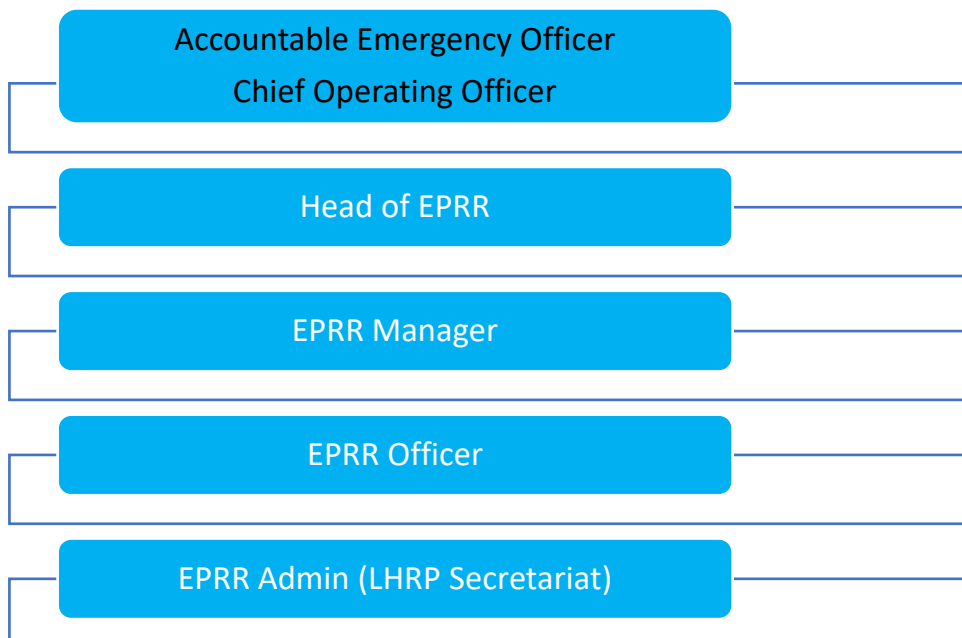 Accountable Emergency Officer
Chief Operating Officer
Head of EPRR
EPRR Manager
EPRR Officer
EPRR Admin (LHRP Secretariat)